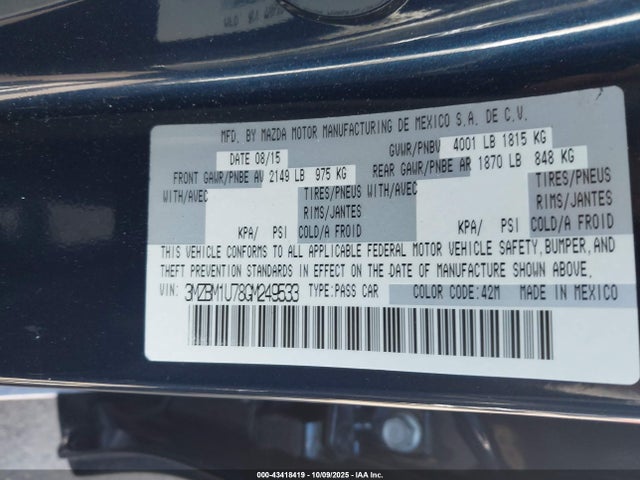 MFD. BY MAZDA MOTOR MANUFACTURING DE MEXICO S.A. DE C.V.
DATE 08/15 GVWR/PNBV 4001 LB 1815 KG
FRONT GAWR/PNBE AV 2149 LB 975 KG REAR GAWR/PNBE AR 1870 LB 848 KG
WITH/AVEC TIRES/PNEUS WITH/AVEC TIRES/PNEUS
RIMS/JANTES RIMS/JANTES
KPA/ PSI COLD/A FROID KPA/ PSI COLD/A FROID
THIS VEHICLE CONFORMS TO ALL APPLICABLE FEDERAL MOTOR VEHICLE SAFETY, BUMPER, AND
THEFT PREVENTION STANDARDS IN EFFECT ON THE DATE OF MANUFACTURE SHOWN ABOVE.
VIN: 3MZBM1U78GM249533 TYPE:PASS CAR COLOR CODE:42M MADE IN MEXICO
000-43418419 - 10/09/2025 - IAA Inc.